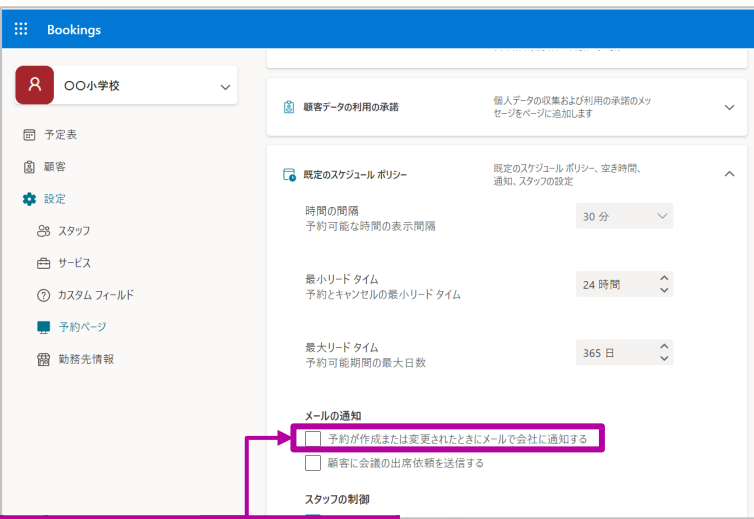 Bookings
〇〇小学校
予定表
顧客
設定
スタッフ
サービス
カスタム フィールド
予約ページ
勤務先情報
顧客データの利用の承諾
個人データの収集および利用の承諾のメッ
セージをページに追加します
既定のスケジュール ポリシー
既定のスケジュール ポリシー、空き時間、
通知、スタッフの設定
時間の間隔
予約可能な時間の表示間隔
30 分
最小リード タイム
予約とキャンセルの最小リード タイム
24 時間
最大リード タイム
予約可能期間の最大日数
365 日
メールの通知
予約が作成または変更されたときにメールで会社に通知する
顧客に会議の出席依頼を送信する
スタッフの制御